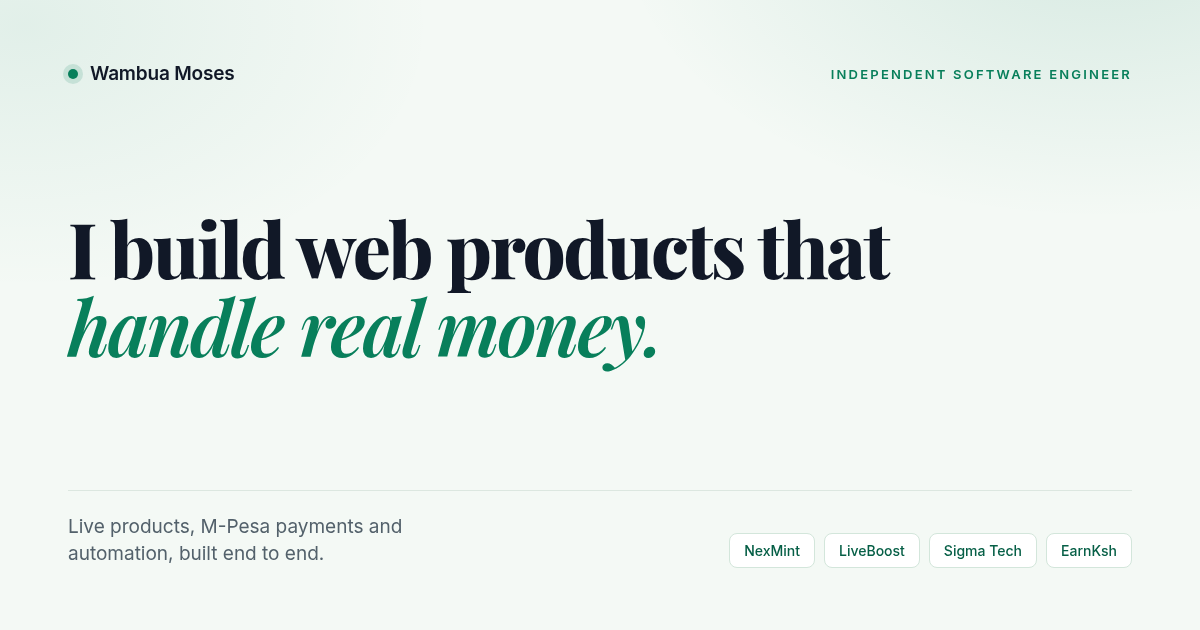 Wambua Moses
INDEPENDENT SOFTWARE ENGINEER
I build web products that
handle real money.
Live products, M-Pesa payments and
automation, built end to end.
NexMint
LiveBoost
Sigma Tech
EarnKsh